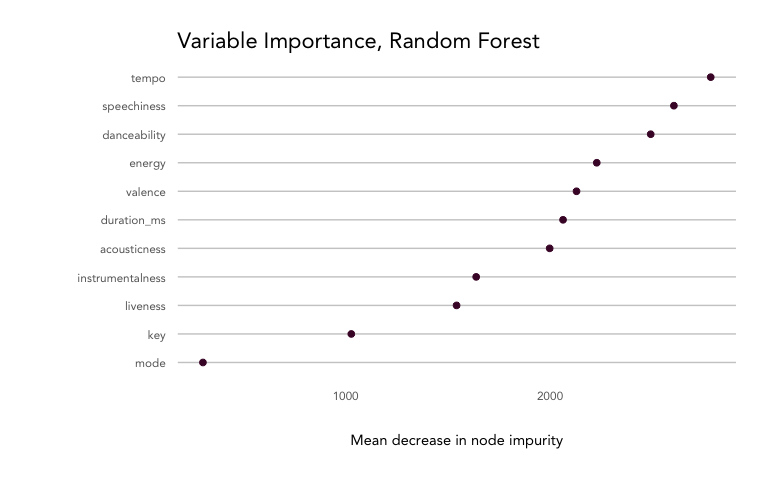 Variable Importance, Random Forest
tempo
speechiness
danceability
energy
valence
duration_ms
acousticness
instrumentalness
liveness
key
mode
1000 2000
Mean decrease in node impurity